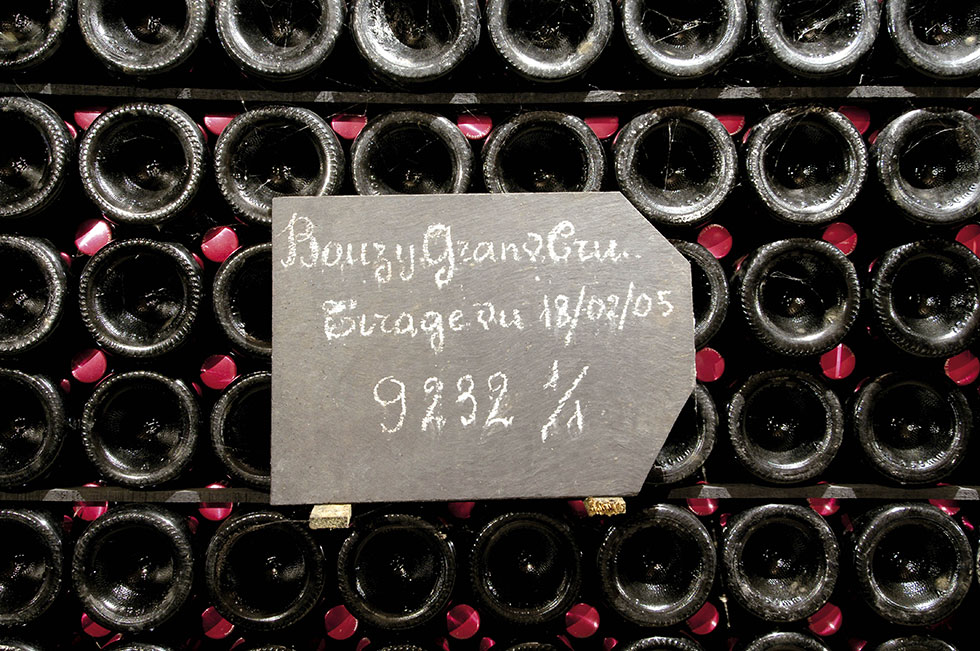 Bouzy Grand Cru..
Tirage du 18/02/05
9232 1/1